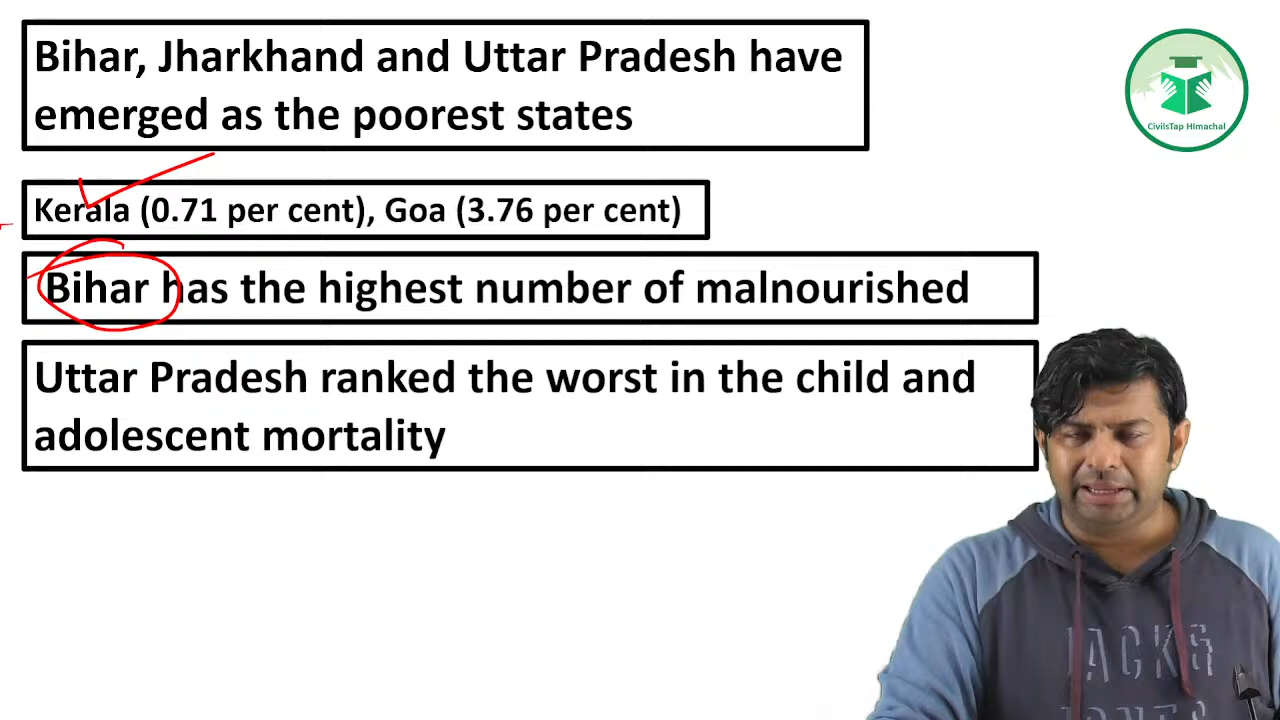 Bihar, Jharkhand and Uttar Pradesh have
emerged as the poorest states
CivilsTap HImachal
Kerala (0.71 per cent), Goa (3.76 per cent)
Bihar has the highest number of malnourished
Uttar Pradesh ranked the worst in the child and
adolescent mortality
JACKS
JONES